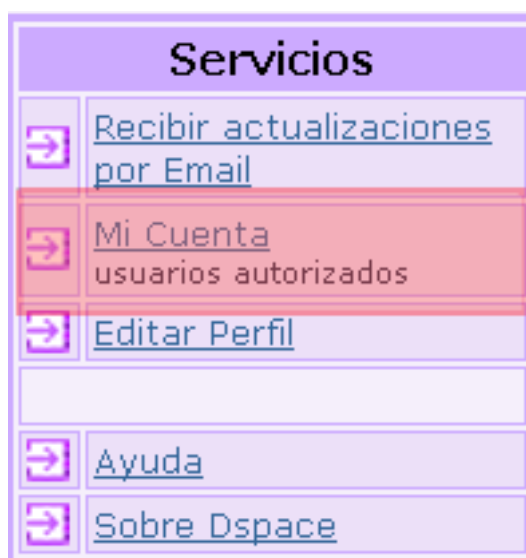 Servicios
Recibir actualizaciones
por Email
Mi Cuenta
usuarios autorizados
Editar Perfil
Ayuda
Sobre Dspace